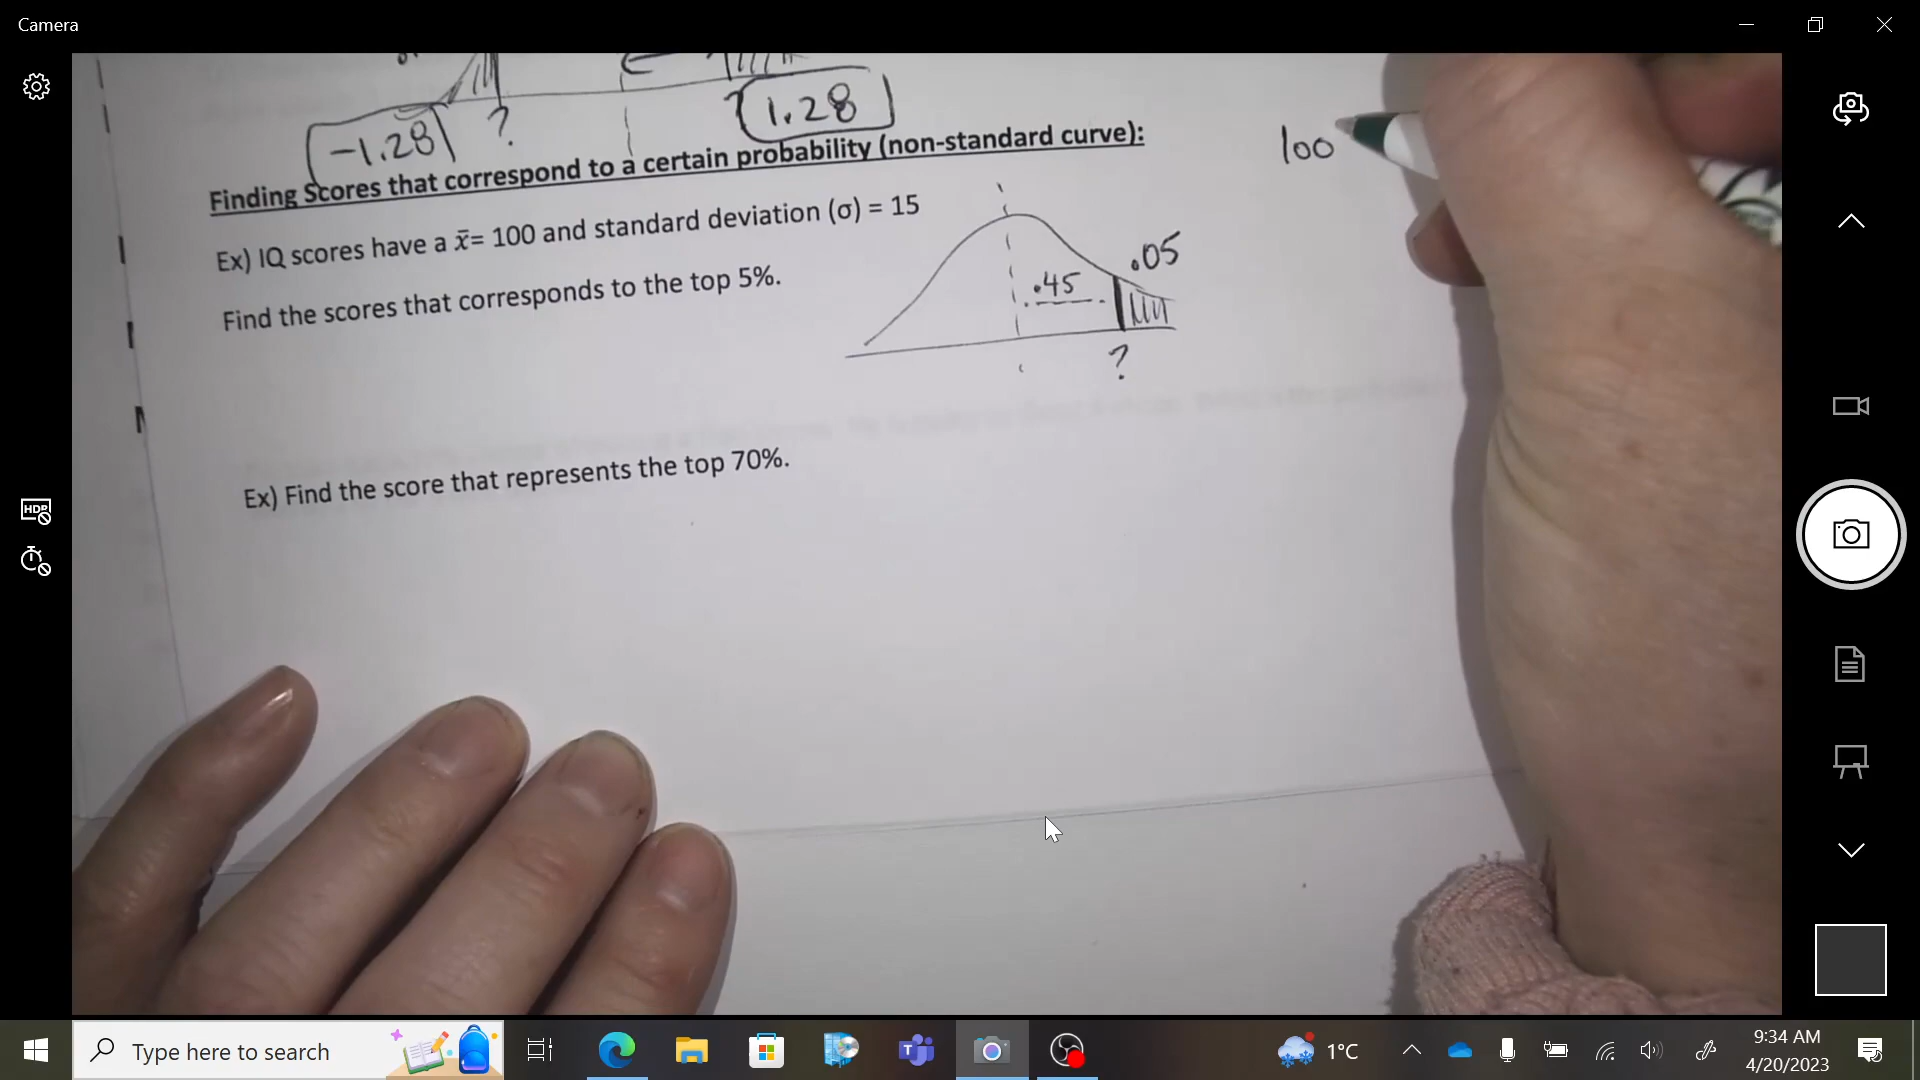 Camera
-1.28 ? 1.28
Finding Scores that correspond to a certain probability (non-standard curve):
100
Ex) IQ scores have a x̄= 100 and standard deviation (σ) = 15
.05
.45
Find the scores that corresponds to the top 5%.
?
Ex) Find the score that represents the top 70%.
HDR
Type here to search
1°C
9:34 AM
4/20/2023